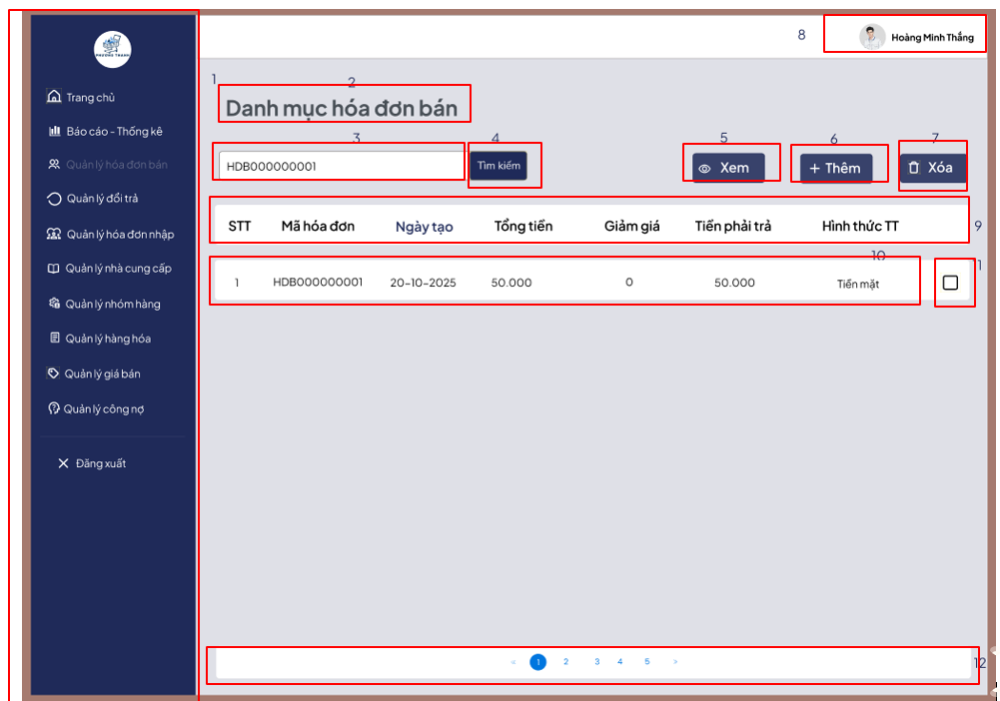 8
Hoàng Minh Thắng
PHƯƠNG THANH
1
2
Danh mục hóa đơn bán
Trang chủ
Báo cáo - Thống kê
Quản lý hóa đơn bán
Quản lý đổi trả
Quản lý hóa đơn nhập
Quản lý nhà cung cấp
Quản lý nhóm hàng
Quản lý hàng hóa
Quản lý giá bán
Quản lý công nợ
Đăng xuất
3 4 5 6 7
HDB000000001 Tìm kiếm Xem + Thêm Xóa
STT Mã hóa đơn Ngày tạo Tổng tiền Giảm giá Tiền phải trả Hình thức TT 9
10 11
1 HDB000000001 20-10-2025 50.000 0 50.000 Tiền mặt
« 1 2 3 4 5 > 12